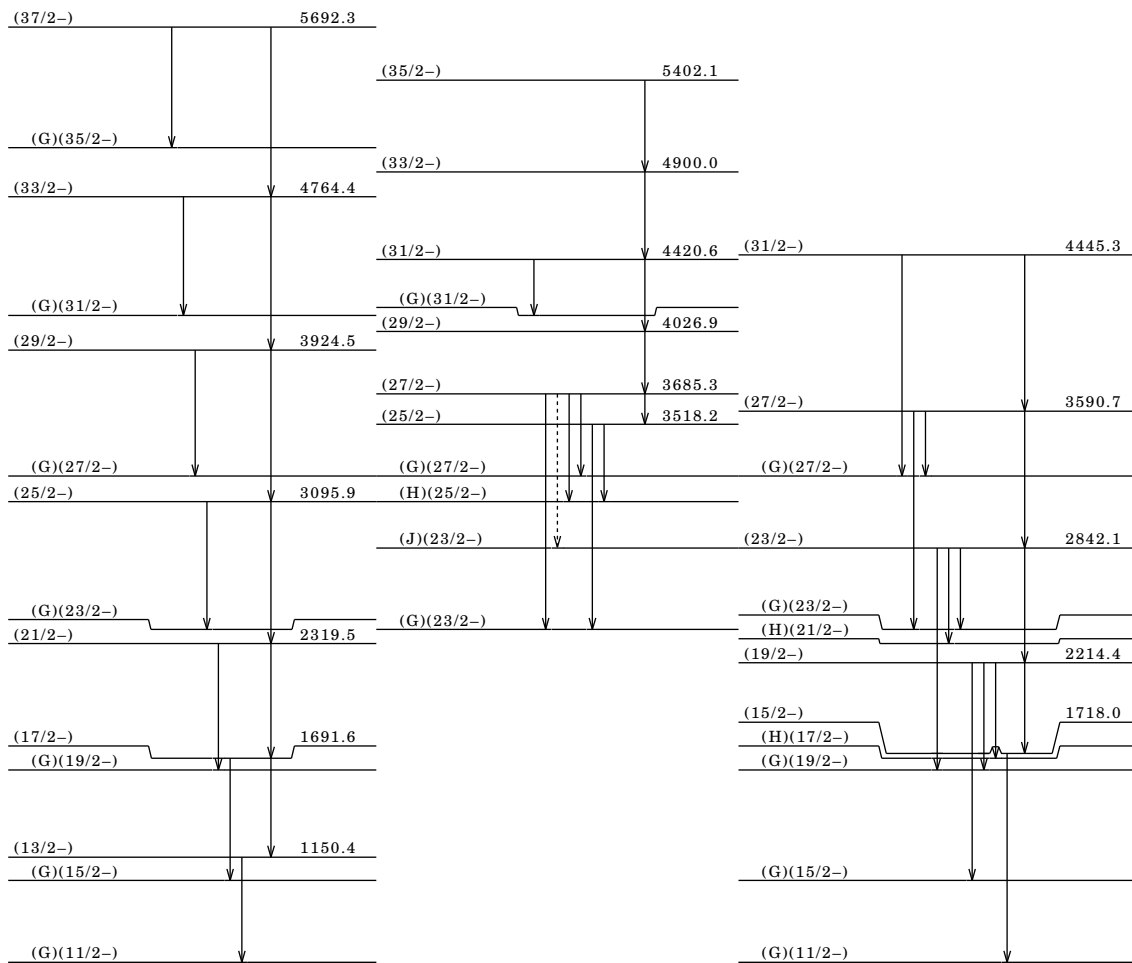 (37/2–) 5692.3
(G)(35/2–)
(33/2–) 4764.4
(G)(31/2–)
(29/2–) 3924.5
(G)(27/2–)
(25/2–) 3095.9
(G)(23/2–)
(21/2–) 2319.5
(17/2–) 1691.6
(G)(19/2–)
(13/2–) 1150.4
(G)(15/2–)
(G)(11/2–)
(35/2–) 5402.1
(33/2–) 4900.0
(31/2–) 4420.6
(G)(31/2–)
(29/2–) 4026.9
(27/2–) 3685.3
(25/2–) 3518.2
(G)(27/2–)
(H)(25/2–)
(J)(23/2–)
(G)(23/2–)
(31/2–) 4445.3
(27/2–) 3590.7
(G)(27/2–)
(23/2–) 2842.1
(G)(23/2–)
(H)(21/2–)
(19/2–) 2214.4
(15/2–) 1718.0
(H)(17/2–)
(G)(19/2–)
(G)(15/2–)
(G)(11/2–)